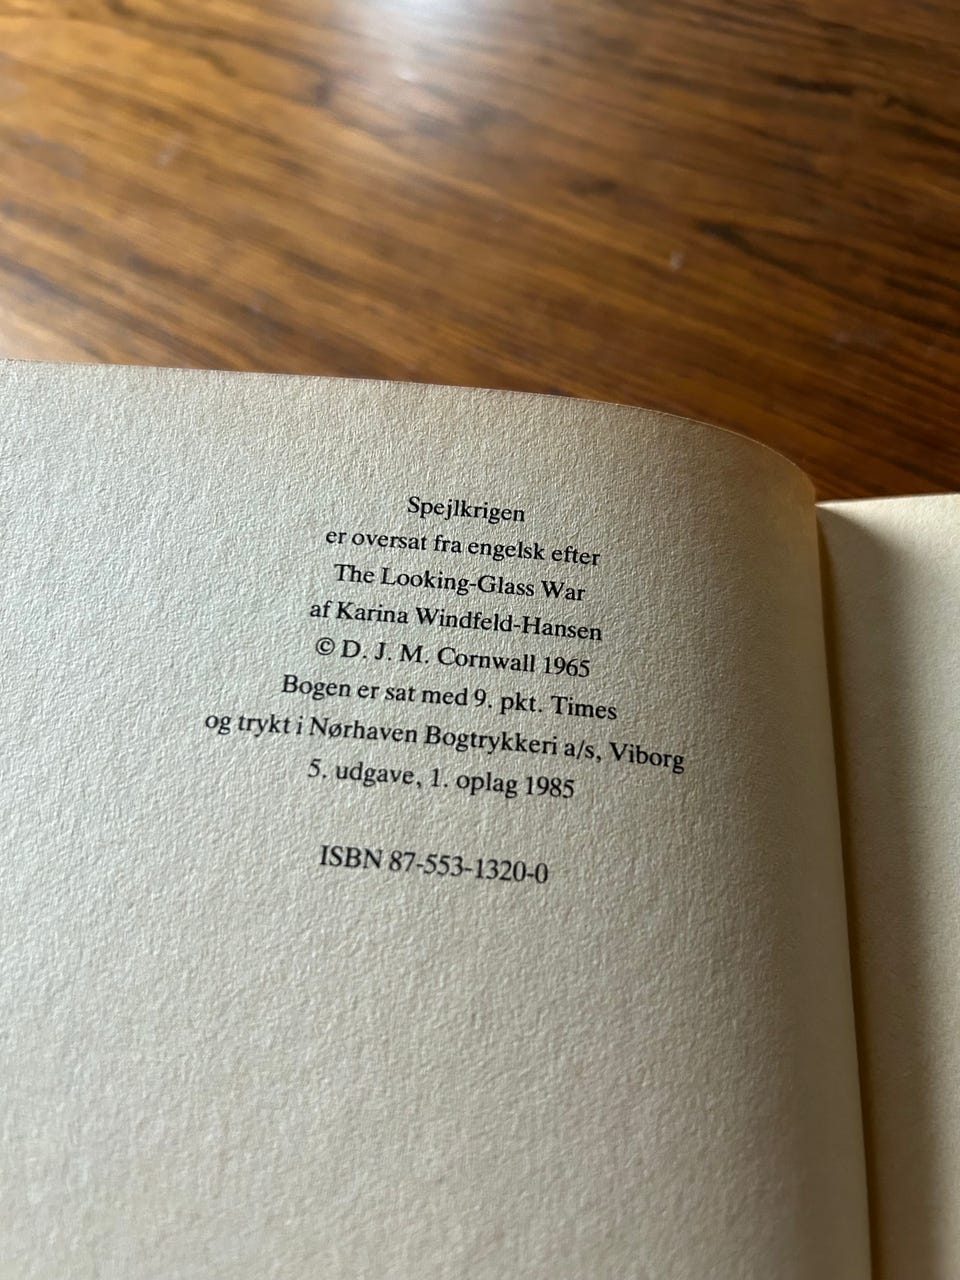 Spejlkrigen
er oversat fra engelsk efter
The Looking-Glass War
af Karina Windfeld-Hansen
© D. J. M. Cornwall 1965
Bogen er sat med 9. pkt. Times
og trykt i Nørhaven Bogtrykkeri a/s, Viborg
5. udgave, 1. oplag 1985
ISBN 87-553-1320-0